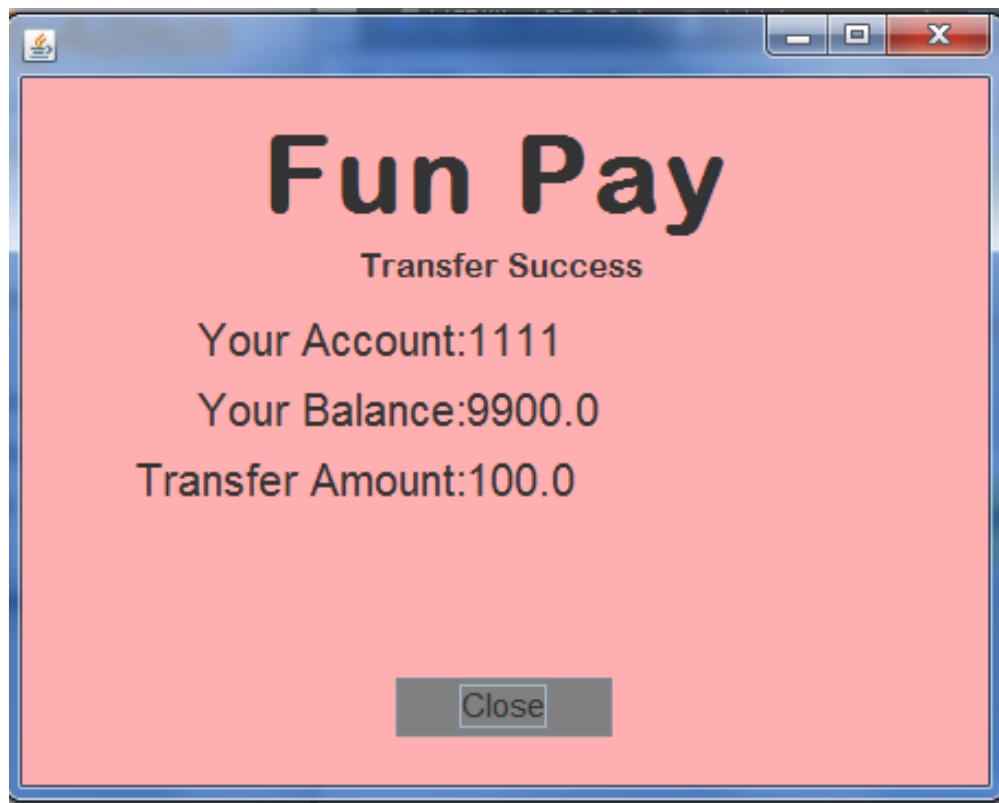 Fun Pay
Transfer Success
Your Account:1111
Your Balance:9900.0
Transfer Amount:100.0
Close